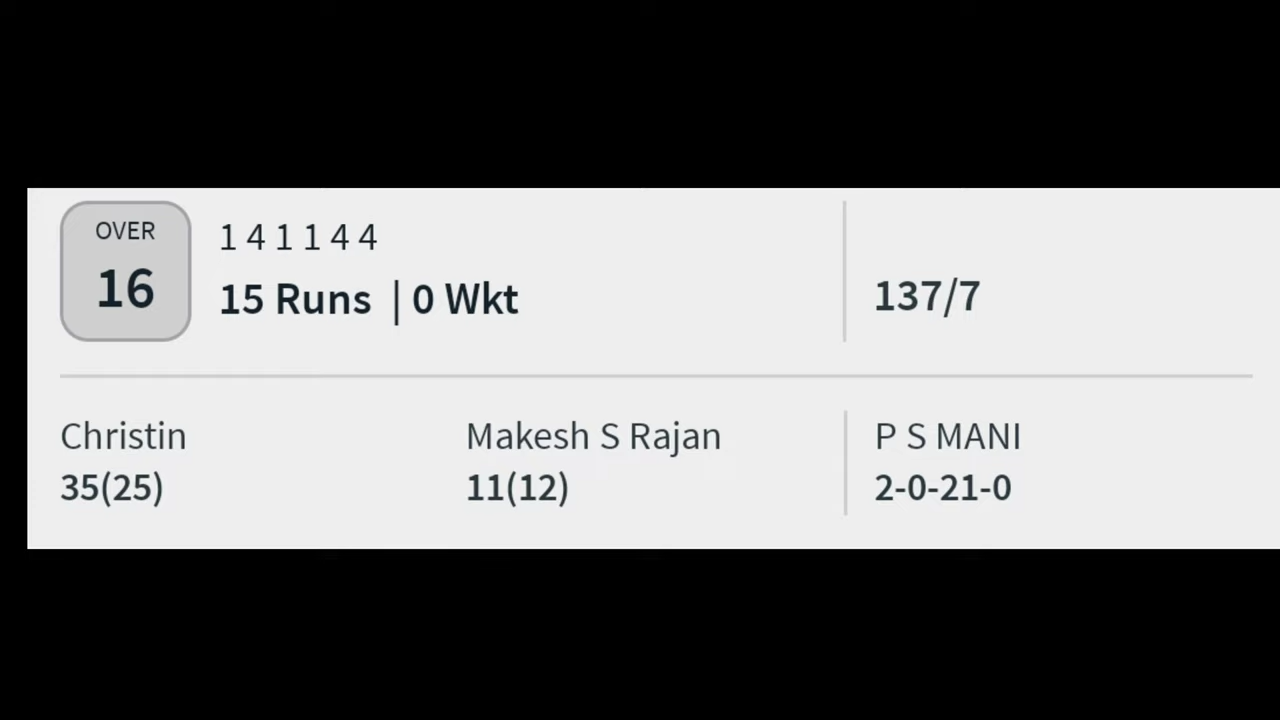 OVER
16
1 4 1 1 4 4
15 Runs | 0 Wkt
137/7
Christin
35(25)
Makesh S Rajan
11(12)
P S MANI
2-0-21-0